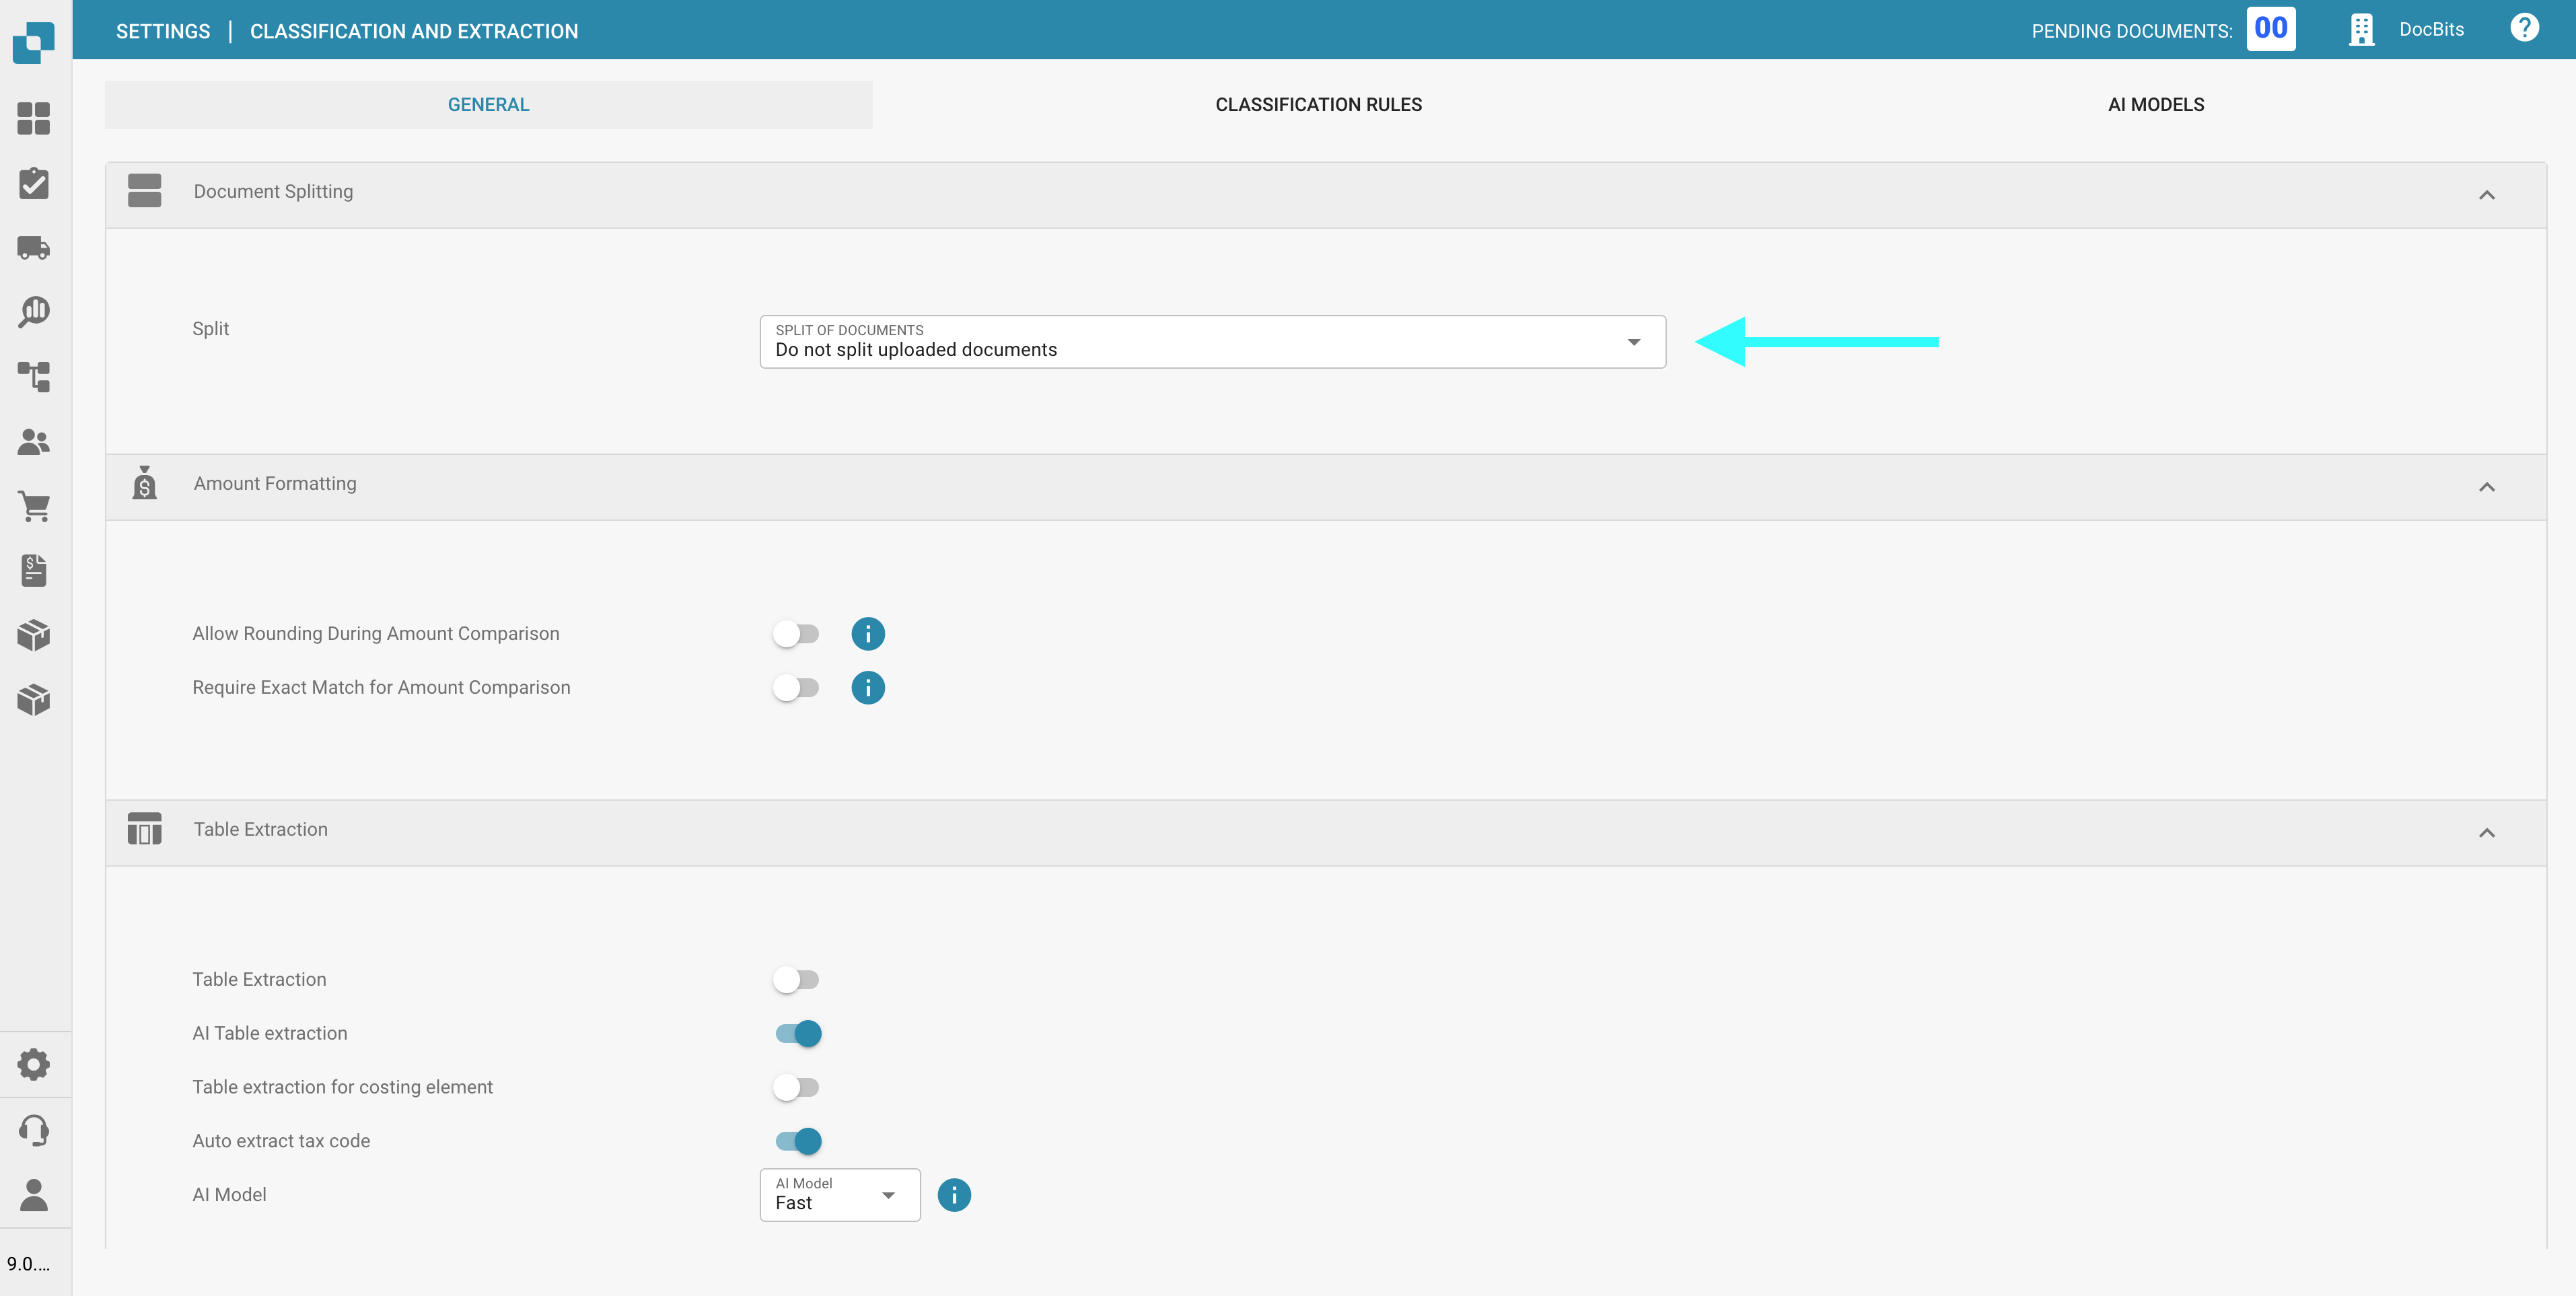 SETTINGS | CLASSIFICATION AND EXTRACTION
PENDING DOCUMENTS: 00
DocBits
GENERAL
CLASSIFICATION RULES
AI MODELS
Document Splitting
Split
SPLIT OF DOCUMENTS
Do not split uploaded documents
Amount Formatting
Allow Rounding During Amount Comparison
Require Exact Match for Amount Comparison
Table Extraction
Table Extraction
AI Table extraction
Table extraction for costing element
Auto extract tax code
AI Model
AI Model
Fast
9.0....